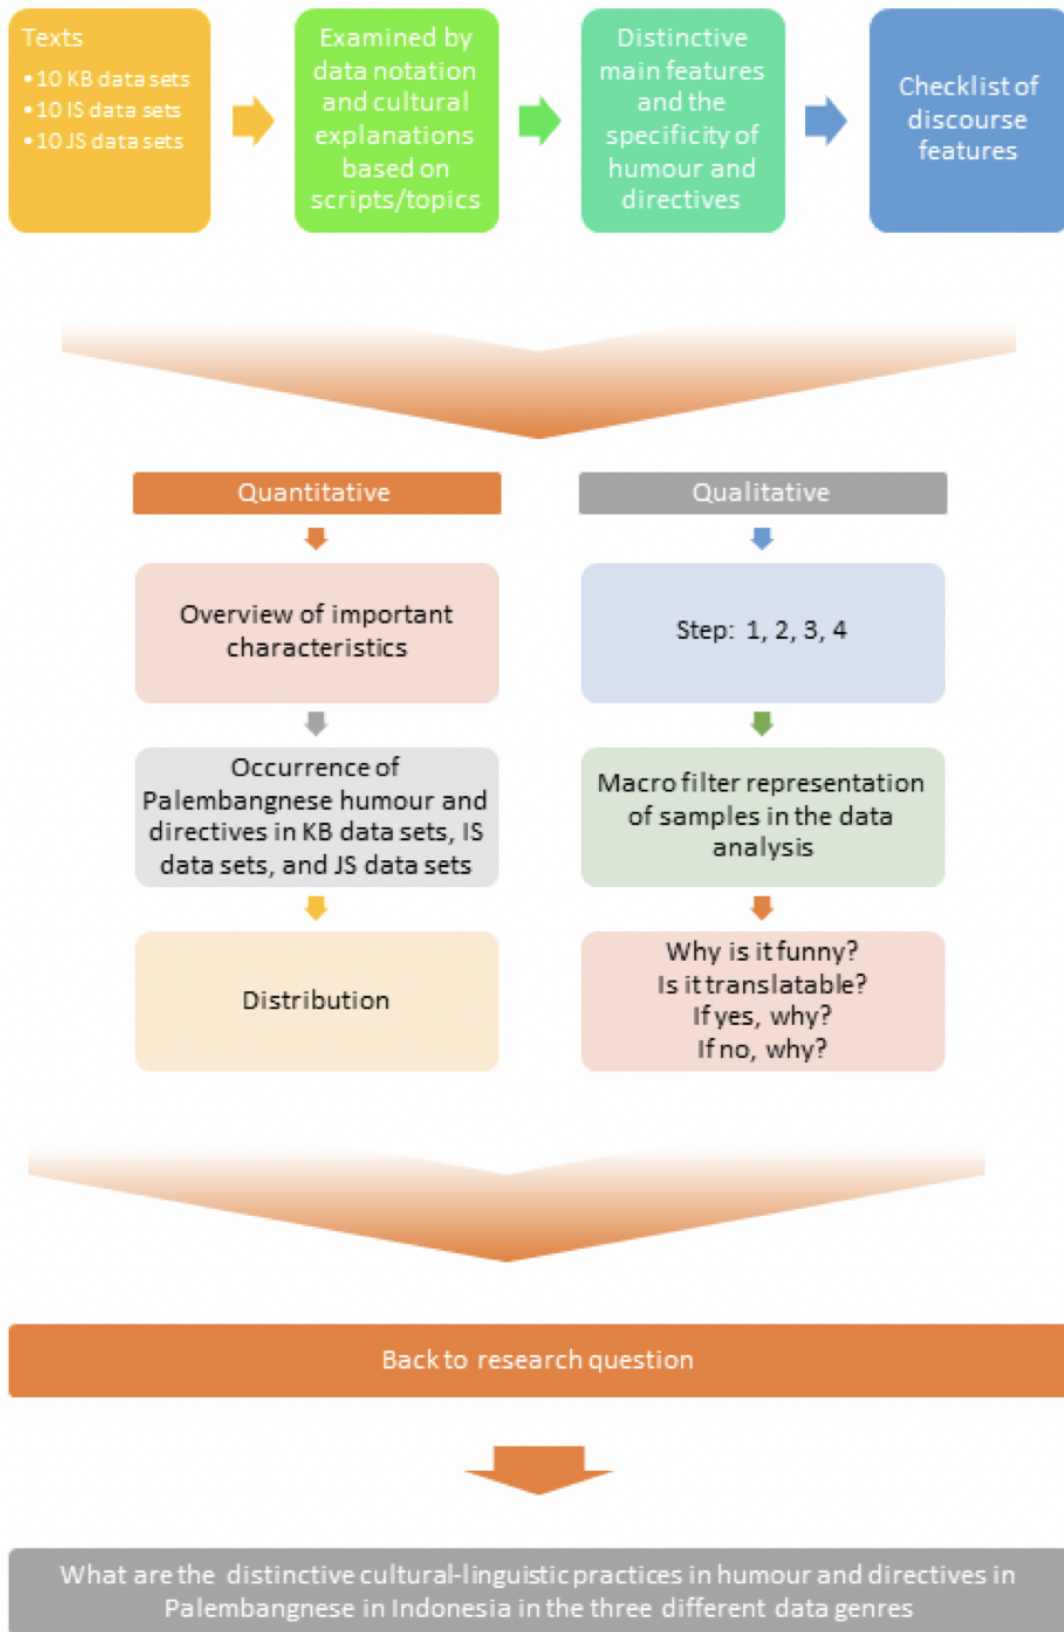 Texts
•10 KB data sets
•10 IS data sets
•10 JS data sets
Examined by
data notation
and cultural
explanations
based on
scripts/topics
Distinctive
main features
and the
specificity of
humour and
directives
Checklist of
discourse
features
Quantitative
Overview of important
characteristics
Occurrence of
Palembangnese humour and
directives in KB data sets, IS
data sets, and JS data sets
Distribution
Qualitative
Step: 1, 2, 3, 4
Macro filter representation
of samples in the data
analysis
Why is it funny?
Is it translatable?
If yes, why?
If no, why?
Back to research question
What are the distinctive cultural-linguistic practices in humour and directives in
Palembangnese in Indonesia in the three different data genres